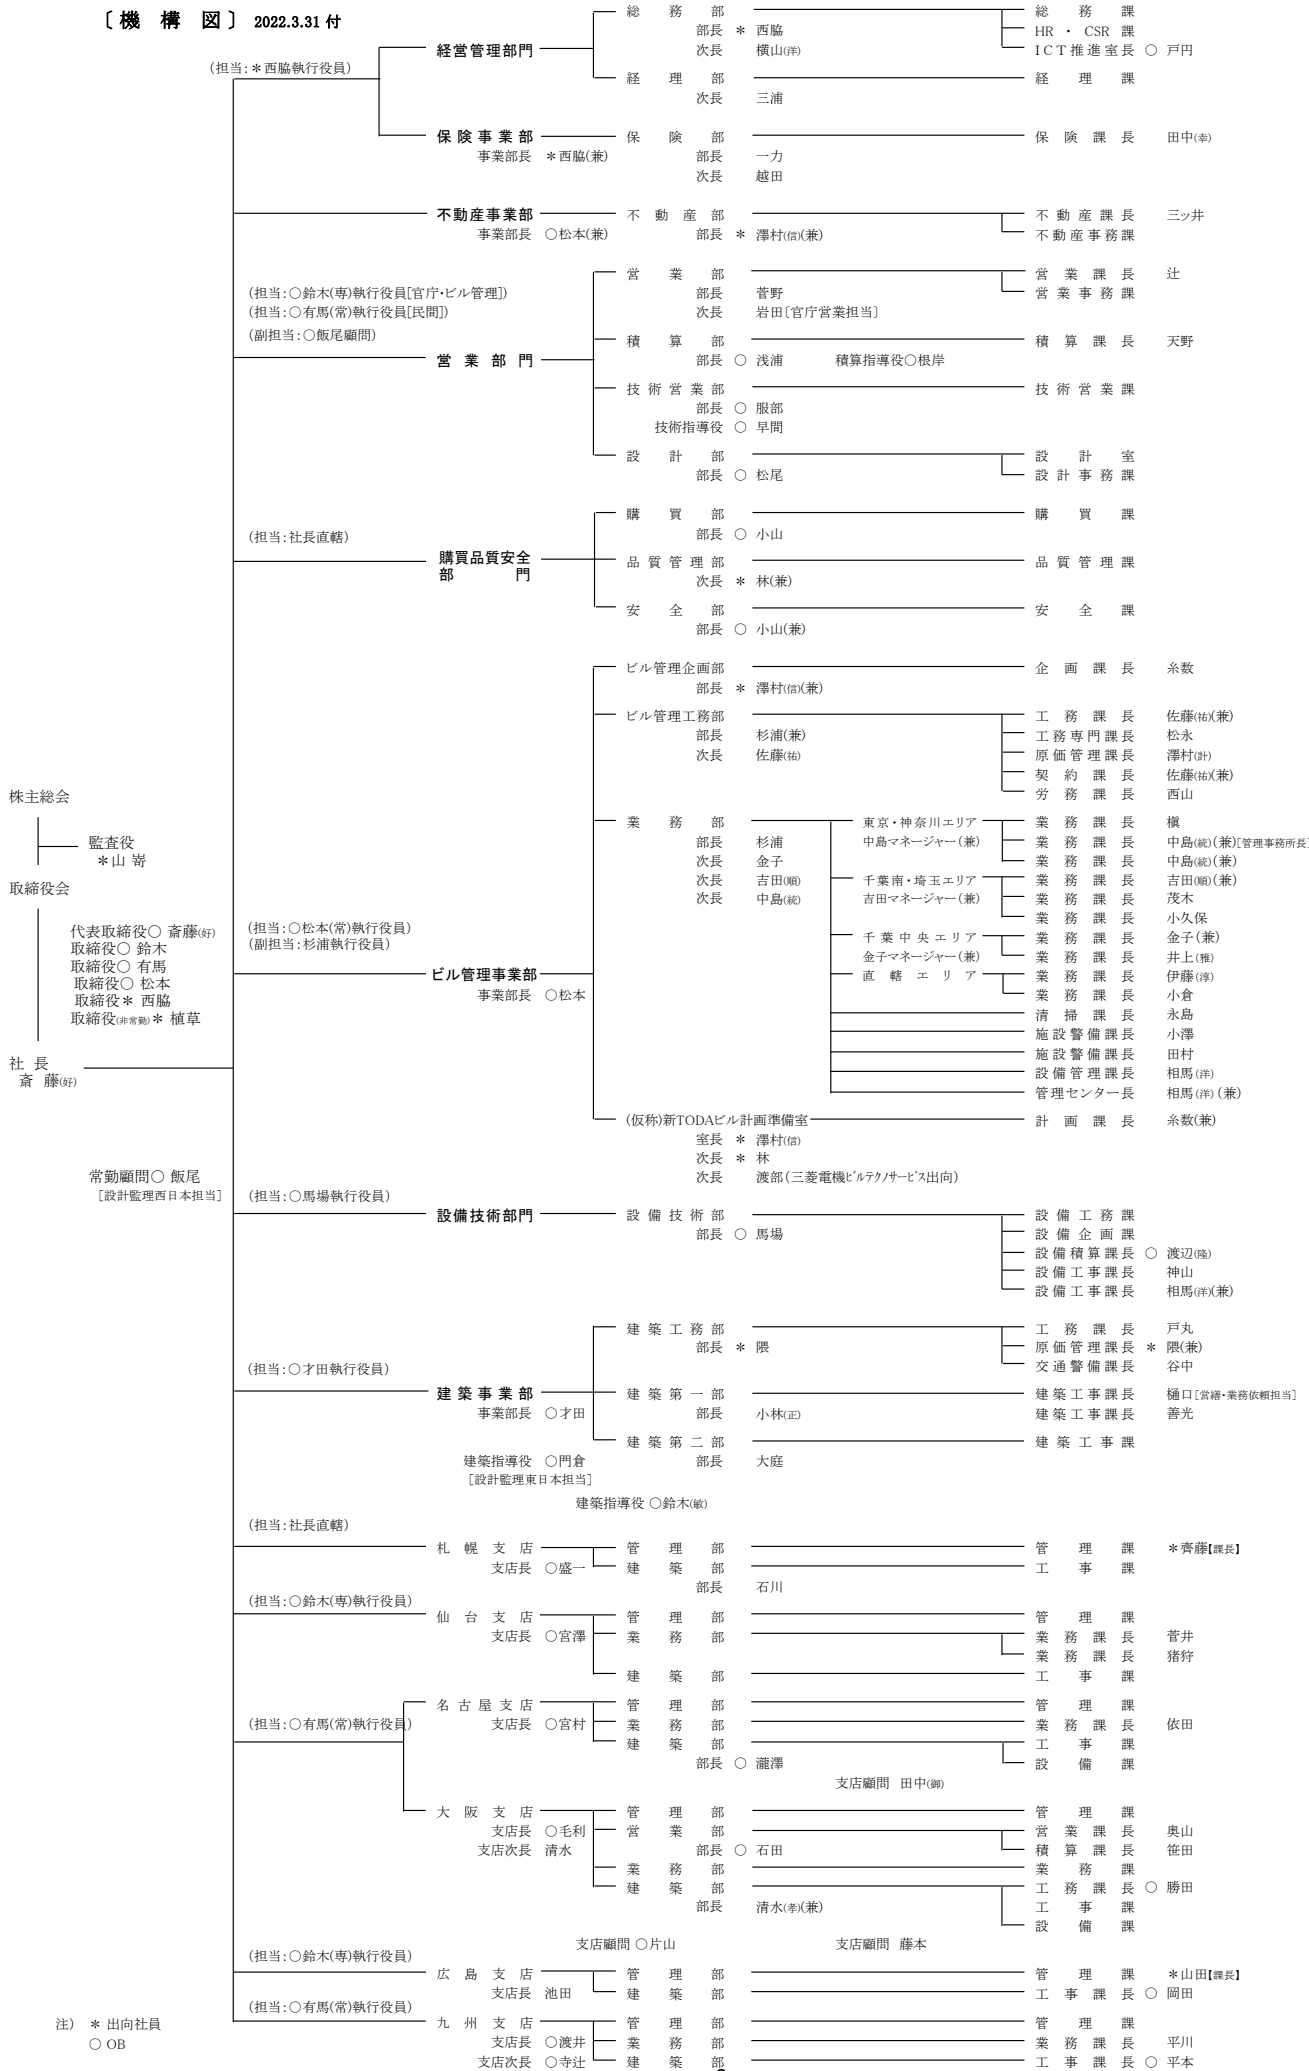 〔 機 構 図 〕 2022.3.31 付
総務部 総務課
部長 ＊ 西脇 HR ・ CSR 課
経営管理部門 次長 横山(洋) ICT推進室長 ○ 戸円
(担当：＊西脇執行役員)
経理部 経理課
次長 三浦
保険事業部 保険部 保険課長 田中(幸)
事業部長 ＊西脇(兼) 部長 一力
次長 越田
不動産事業部 不動産部 不動産課長 三ッ井
事業部長 ○松本(兼) 部長 ＊ 澤村(信)(兼) 不動産事務課
営業部 営業課長 辻
(担当：○鈴木(専)執行役員[官庁・ビル管理]) 部長 菅野 営業事務課
(担当：○有馬(常)執行役員[民間]) 次長 岩田〔官庁営業担当〕
(副担当：○飯尾顧問)
積算部 積算課長 天野
営業部門 部長 ○ 浅浦 積算指導役○根岸
技術営業部 技術営業課
部長 ○ 服部
技術指導役 ○ 早間
設計部 設計室
部長 ○ 松尾 設計事務課
購買部 購買課
(担当：社長直轄) 部長 ○ 小山
購買品質安全 品質管理部 品質管理課
部門 次長 ＊ 林(兼)
安全部 安全課
部長 ○ 小山(兼)
ビル管理企画部 企画課長 糸数
部長 ＊ 澤村(信)(兼)
ビル管理工務部 工務課長 佐藤(祐)(兼)
部長 杉浦(兼) 工務専門課長 松永
次長 佐藤(祐) 原価管理課長 澤村(計)
契約課長 佐藤(祐)(兼)
株主総会 労務課長 西山
業務部 東京・神奈川エリア 業務課長 槇
監査役 部長 杉浦 中島マネージャー(兼) 業務課長 中島(統)(兼)[管理事務所長]
＊山嵜 次長 金子 業務課長 中島(統)(兼)
取締役会 次長 吉田(順) 千葉南・埼玉エリア 業務課長 吉田(順)(兼)
次長 中島(統) 吉田マネージャー(兼) 業務課長 茂木
業務課長 小久保
代表取締役○ 斎藤(好) (担当：○松本(常)執行役員)
取締役○ 鈴木 (副担当：杉浦執行役員) 千葉中央エリア 業務課長 金子(兼)
取締役○ 有馬 金子マネージャー(兼) 業務課長 井上(雅)
取締役○ 松本 ビル管理事業部 直轄エリア 業務課長 伊藤(淳)
取締役＊ 西脇 事業部長 ○松本 業務課長 小倉
取締役(非常勤)＊ 植草 清掃課長 永島
施設警備課長 小澤
社長 施設警備課長 田村
斎藤(好) 設備管理課長 相馬(洋)
管理センター長 相馬(洋)(兼)
(仮称)新TODAビル計画準備室 計画課長 糸数(兼)
室長 ＊ 澤村(信)
次長 ＊ 林
常勤顧問○ 飯尾 次長 渡部(三菱電機ﾋﾞﾙﾃｸﾉｻｰﾋﾞｽ出向)
[設計監理西日本担当] (担当：○馬場執行役員)
設備技術部門 設備技術部 設備工務課
部長 ○ 馬場 設備企画課
設備積算課長 ○ 渡辺(隆)
設備工事課長 神山
設備工事課長 相馬(洋)(兼)
建築工務部 工務課長 戸丸
部長 ＊ 隈 原価管理課長 ＊ 隈(兼)
(担当：○才田執行役員) 交通警備課長 谷中
建築事業部 建築第一部 建築工事課長 樋口[営繕・業務依頼担当]
事業部長 ○才田 部長 小林(正) 建築工事課長 善光
建築第二部 建築工事課
建築指導役 ○門倉 部長 大庭
[設計監理東日本担当]
建築指導役 ○鈴木(敏)
(担当：社長直轄)
札幌支店 管理部 管理課 ＊齊藤【課長】
支店長 ○盛一 建築部 工事課
部長 石川
(担当：○鈴木(専)執行役員)
仙台支店 管理部 管理課
支店長 ○宮澤 業務部 業務課長 菅井
業務課長 猪狩
建築部 工事課
名古屋支店 管理部 管理課
(担当：○有馬(常)執行役員) 支店長 ○宮村 業務部 業務課長 依田
建築部 工事課
部長 ○ 瀧澤 設備課
支店顧問 田中(御)
大阪支店 管理部 管理課
支店長 ○毛利 営業部 営業課長 奥山
支店次長 清水 部長 ○ 石田 積算課長 笹田
業務部 業務課
建築部 工務課長 ○ 勝田
部長 清水(孝)(兼) 工事課
設備課
支店顧問 ○片山 支店顧問 藤本
(担当：○鈴木(専)執行役員)
広島支店 管理部 管理課 ＊山田【課長】
支店長 池田 建築部 工事課長 ○ 岡田
(担当：○有馬(常)執行役員)
注) ＊ 出向社員 九州支店 管理部 管理課
○ OB 支店長 ○渡井 業務部 業務課長 平川
支店次長 ○寺辻 建築部 工事課長 ○ 平本